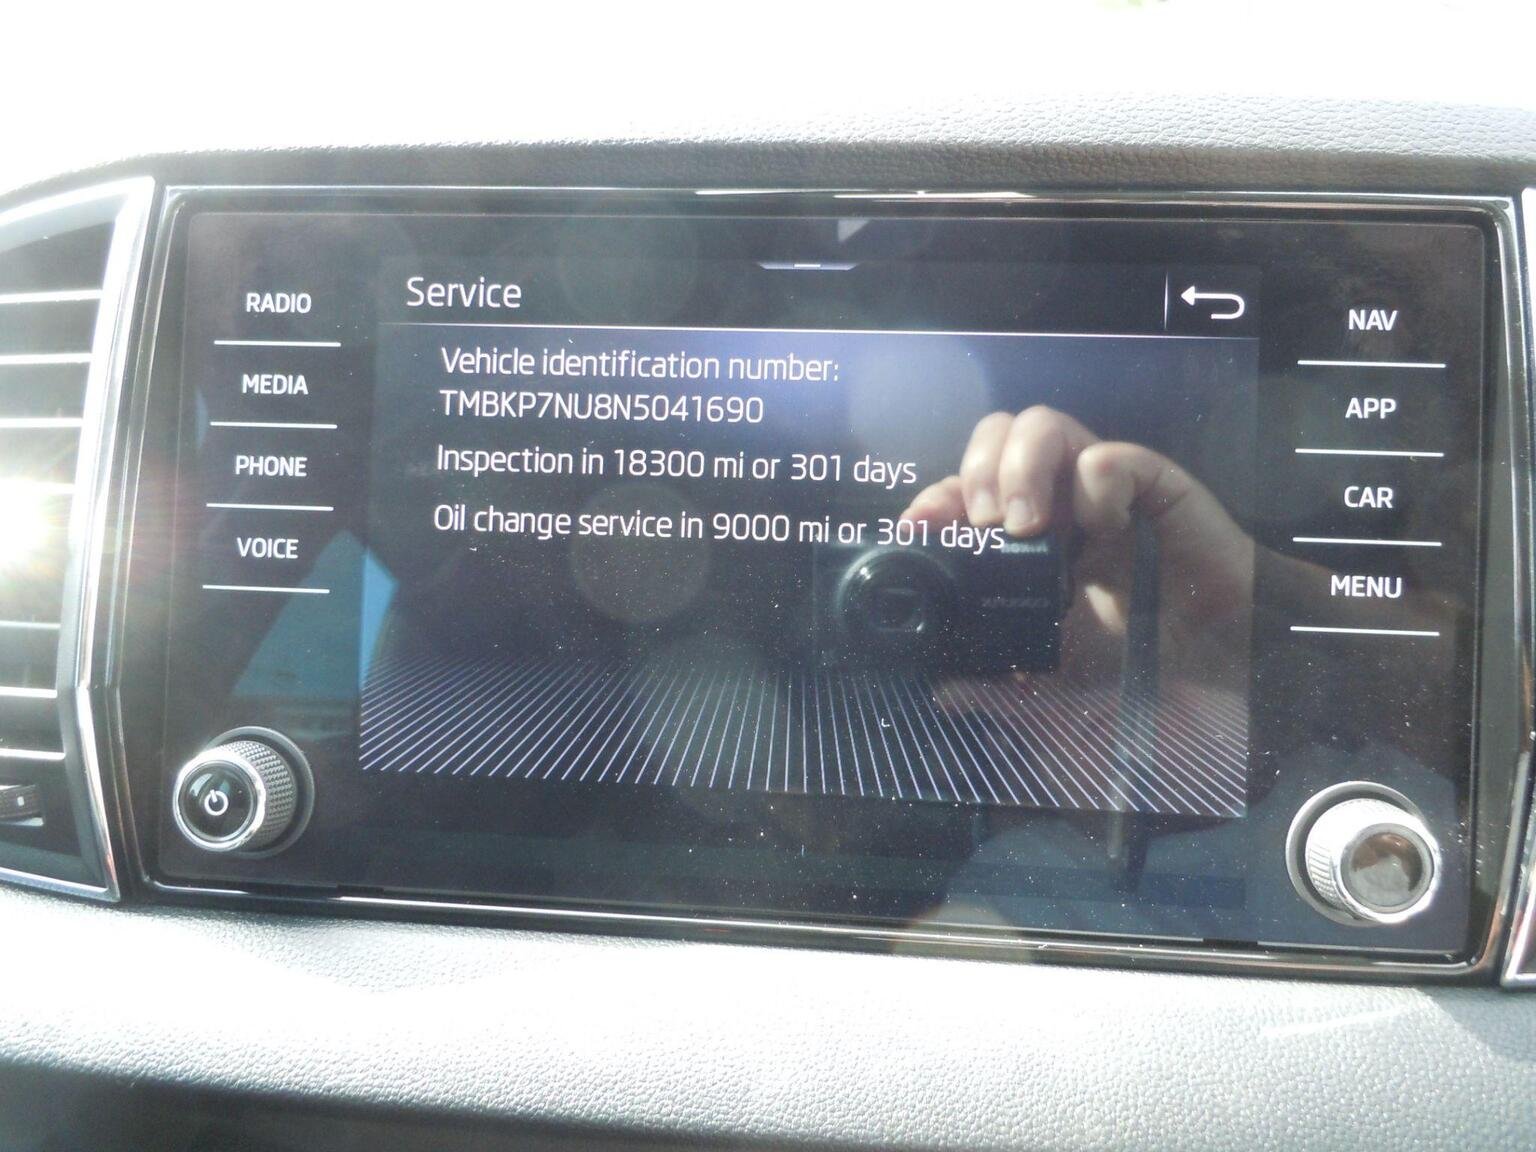 Service
RADIO
MEDIA
PHONE
VOICE
Vehicle identification number:
TMBKP7NU8N5041690
Inspection in 18300 mi or 301 days
Oil change service in 9000 mi or 301 days
NAV
APP
CAR
MENU